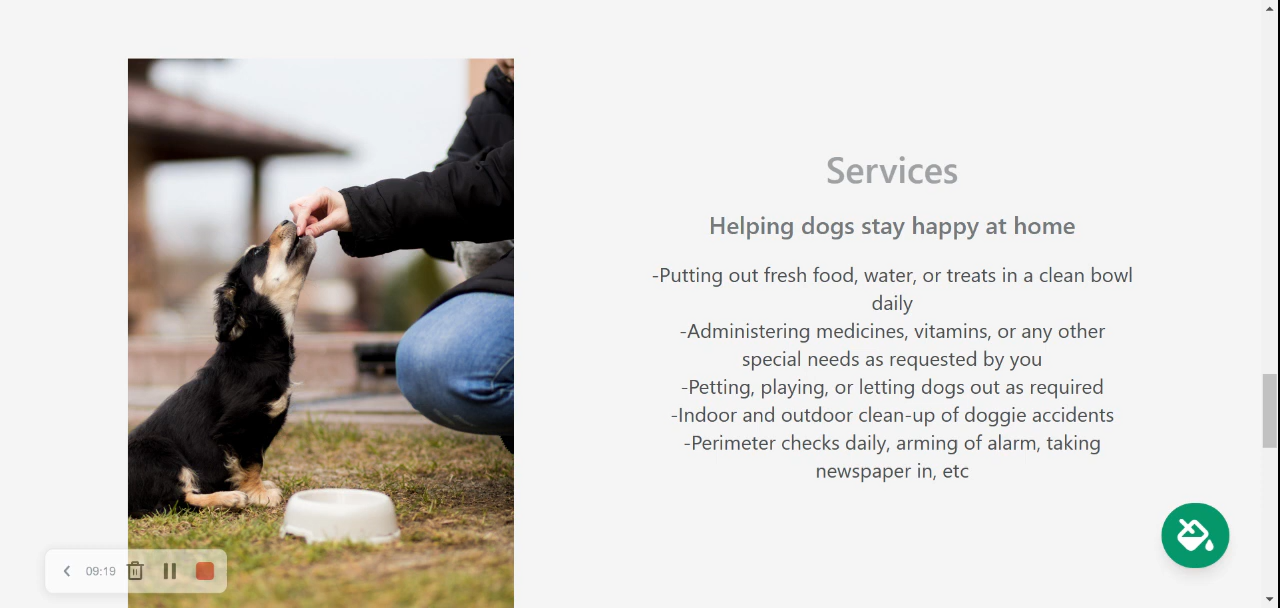 Services
Helping dogs stay happy at home
-Putting out fresh food, water, or treats in a clean bowl
daily
-Administering medicines, vitamins, or any other
special needs as requested by you
-Petting, playing, or letting dogs out as required
-Indoor and outdoor clean-up of doggie accidents
-Perimeter checks daily, arming of alarm, taking
newspaper in, etc
09:19